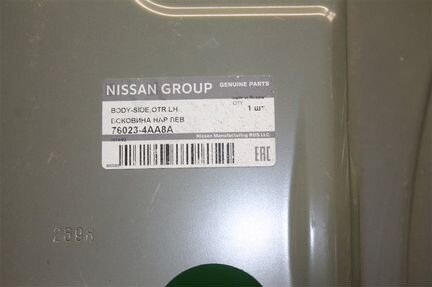 NISSAN GROUP GENUINE PARTS
BODY-SIDE,OTR LH
QTY 1 шт.
БОКОВИНА НАР ЛЕВ
76023-4AA8A
Nissan Manufacturing RUS LLC.
EAC